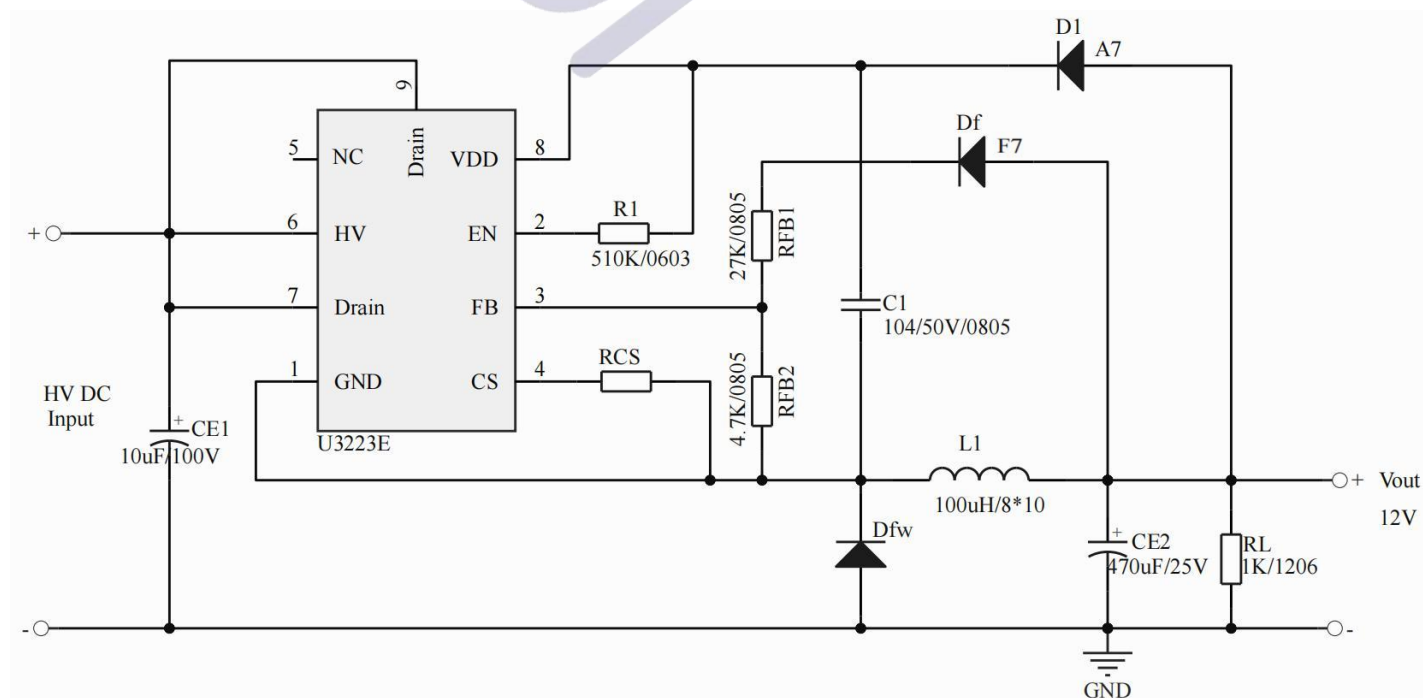 D1
A7
9
Df
F7
5
NC
Drain
VDD
8
R1
+
6
HV
EN
2
510K/0603
27K/0805
RFB1
7
Drain
FB
3
C1
104/50V/0805
RCS
1
GND
CS
4
4.7K/0805
RFB2
HV DC
Input
+
CE1
10uF/100V
U3223E
L1
100uH/8*10
+
Vout
12V
Dfw
+
CE2
470uF/25V
RL
1K/1206
-
-
GND